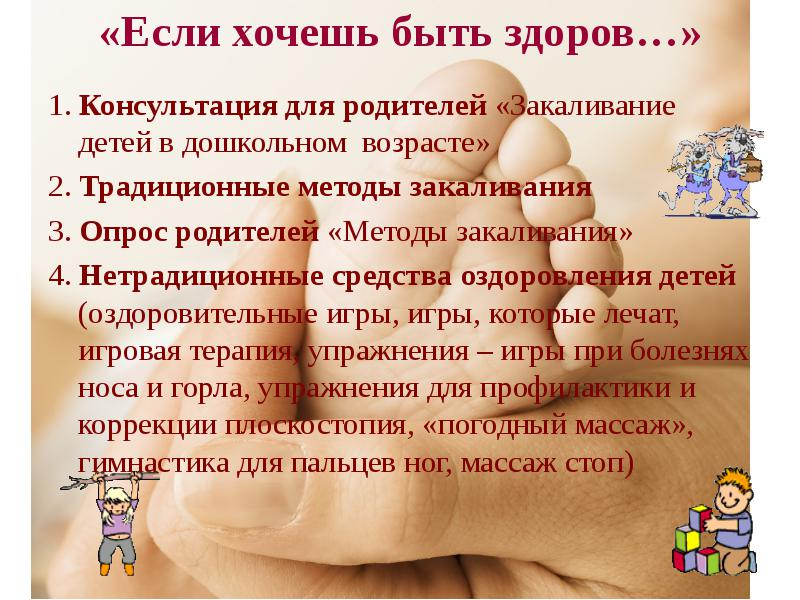 «Если хочешь быть здоров…»
1. Консультация для родителей «Закаливание
детей в дошкольном возрасте»
2. Традиционные методы закаливания
3. Опрос родителей «Методы закаливания»
4. Нетрадиционные средства оздоровления детей
(оздоровительные игры, игры, которые лечат,
игровая терапия, упражнения – игры при болезнях
носа и горла, упражнения для профилактики и
коррекции плоскостопия, «погодный массаж»,
гимнастика для пальцев ног, массаж стоп)